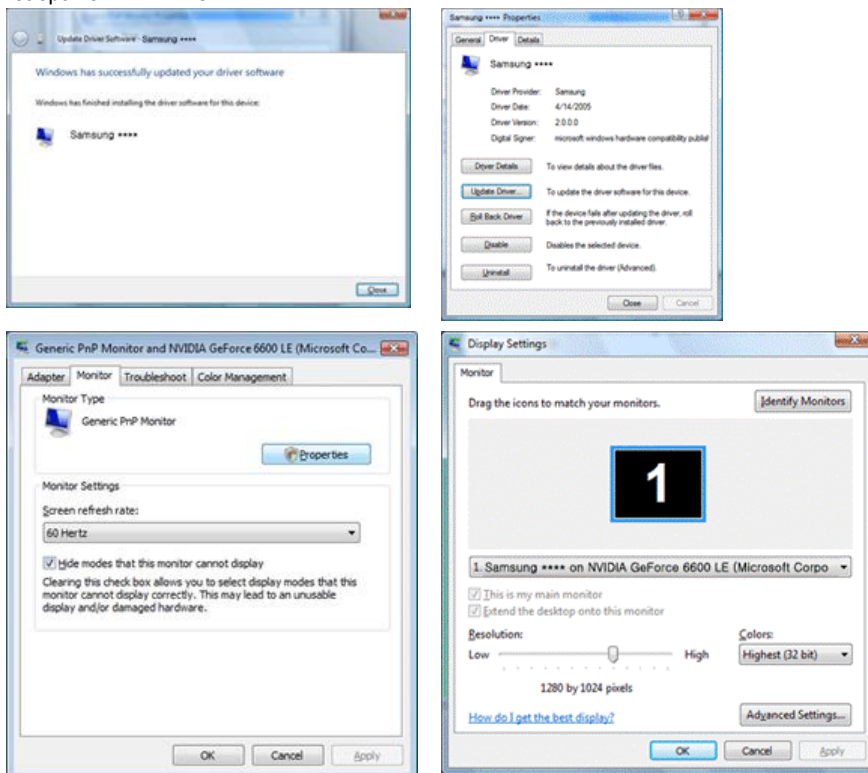 Update Driver Software - Samsung ****
Windows has successfully updated your driver software
Windows has finished installing the driver software for this device:
Samsung ****
Close
Samsung **** Properties
General Driver Details
Samsung ****
Driver Provider: Samsung
Driver Date: 4/14/2005
Driver Version: 2.0.0.0
Digital Signer: microsoft windows hardware compatibility publis
Driver Details To view details about the driver files.
Update Driver... To update the driver software for this device.
Roll Back Driver If the device fails after updating the driver, roll
back to the previously installed driver.
Disable Disables the selected device.
Uninstall To uninstall the driver (Advanced).
Close Cancel
Generic PnP Monitor and NVIDIA GeForce 6600 LE (Microsoft Co...
Adapter Monitor Troubleshoot Color Management
Monitor Type
Generic PnP Monitor
Properties
Monitor Settings
Screen refresh rate:
60 Hertz
Hide modes that this monitor cannot display
Clearing this check box allows you to select display modes that this
monitor cannot display correctly. This may lead to an unusable
display and/or damaged hardware.
OK Cancel Apply
Display Settings
Monitor
Drag the icons to match your monitors.
Identify Monitors
1
1. Samsung **** on NVIDIA GeForce 6600 LE (Microsoft Corpo
This is my main monitor
Extend the desktop onto this monitor
Resolution: Colors:
Low High Highest (32 bit)
1280 by 1024 pixels
How do I get the best display? Advanced Settings...
OK Cancel Apply